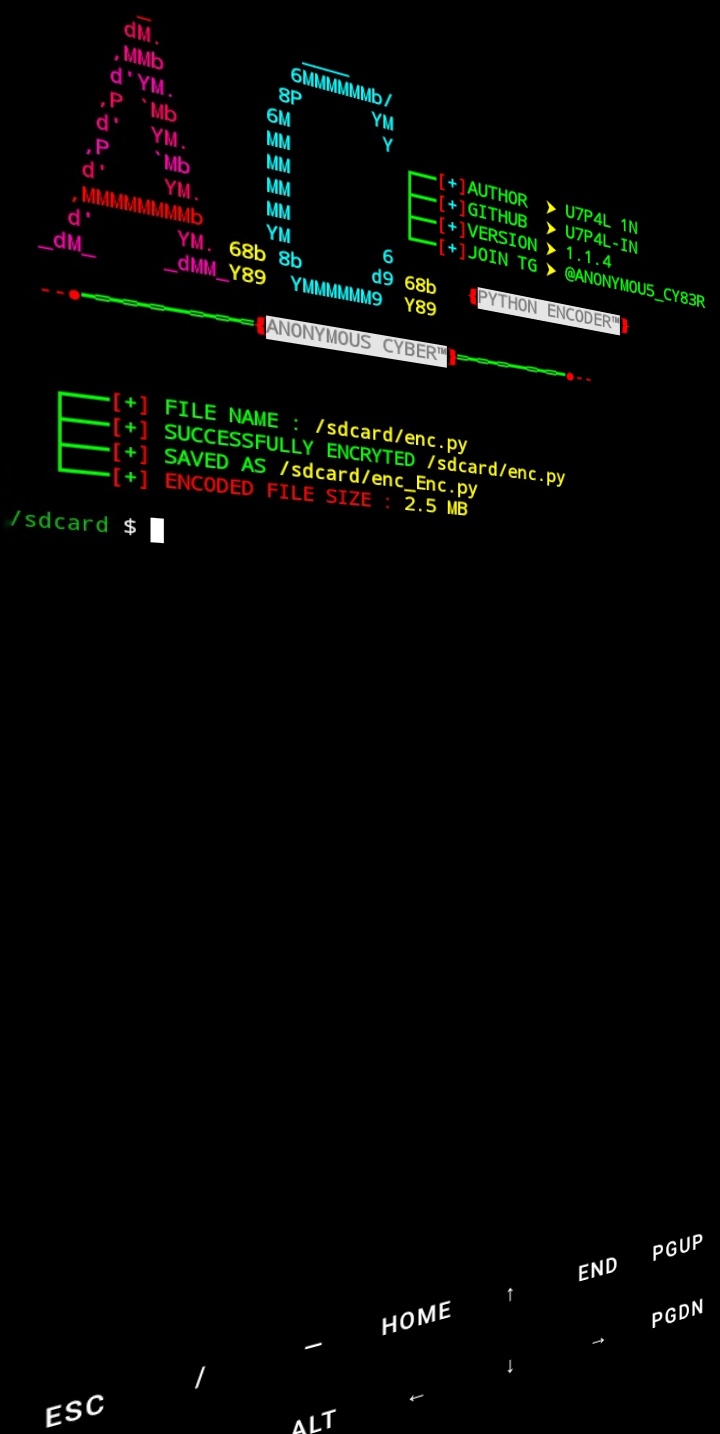 [+]AUTHOR ➤ U7P4L 1N
[+]GITHUB ➤ U7P4L-IN
[+]VERSION ➤ 1.1.4
[+]JOIN TG ➤ @ANONYMOU5_CY83R
{PYTHON ENCODER™}
{ANONYMOUS CYBER™}
[+] FILE NAME : /sdcard/enc.py
[+] SUCCESSFULLY ENCRYTED /sdcard/enc.py
[+] SAVED AS /sdcard/enc_Enc.py
[+] ENCODED FILE SIZE : 2.5 MB
/sdcard $
ESC / — HOME ↑ END PGUP
ALT ← ↓ → PGDN